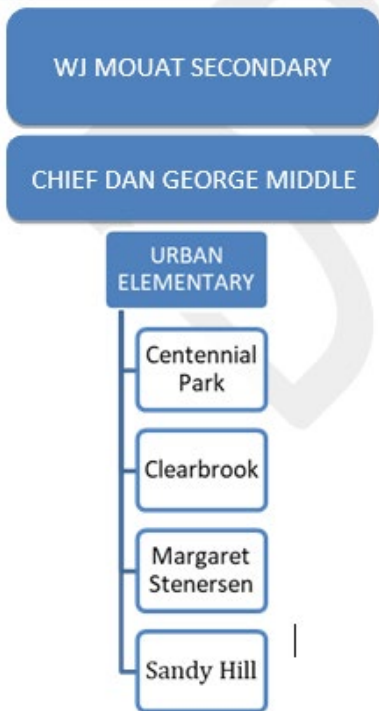 WJ MOUAT SECONDARY
CHIEF DAN GEORGE MIDDLE
URBAN
ELEMENTARY
Centennial
Park
Clearbrook
Margaret
Stenersen
Sandy Hill